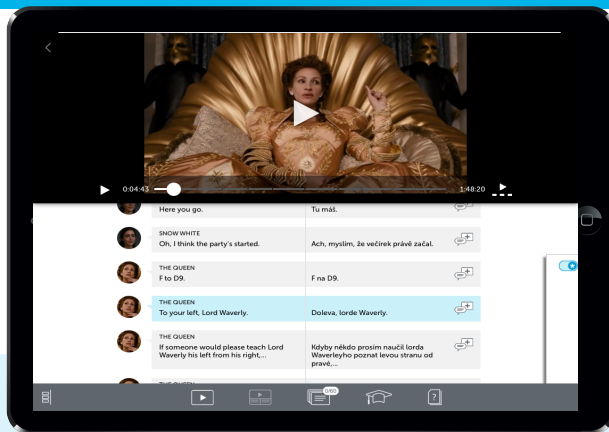 0:04:43
1:48:20
Here you go.
Tu máš.
SNOW WHITE
Oh, I think the party's started.
Ach, myslím, že večírek právě začal.
THE QUEEN
F to D9.
F na D9.
THE QUEEN
To your left, Lord Waverly.
Doleva, lorde Waverly.
THE QUEEN
If someone would please teach Lord
Waverly his left from his right,...
Kdyby někdo prosím naučil lorda
Waverleyho poznat levou stranu od
pravé,...
THE QUEEN
0/60
?